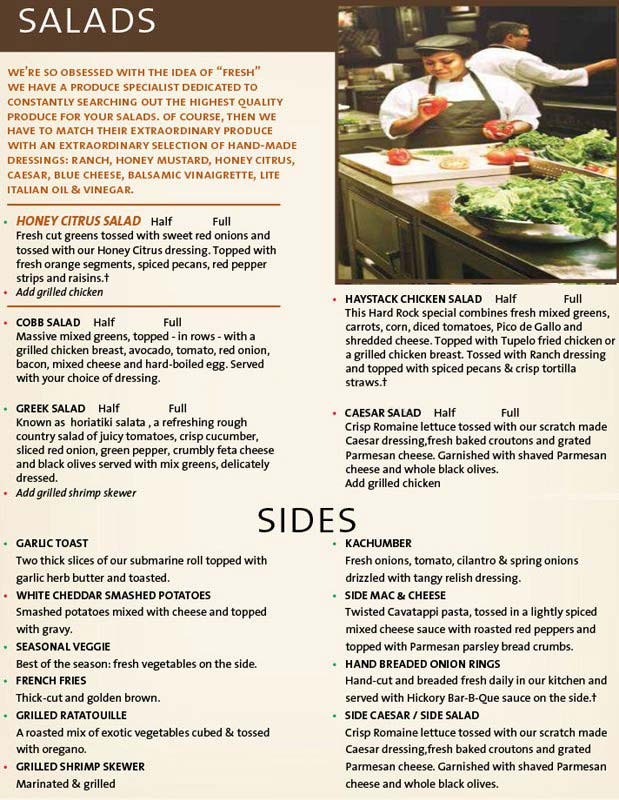 SALADS
WE'RE SO OBSESSED WITH THE IDEA OF "FRESH"
WE HAVE A PRODUCE SPECIALIST DEDICATED TO
CONSTANTLY SEARCHING OUT THE HIGHEST QUALITY
PRODUCE FOR YOUR SALADS. OF COURSE, THEN WE
HAVE TO MATCH THEIR EXTRAORDINARY PRODUCE
WITH AN EXTRAORDINARY SELECTION OF HAND-MADE
DRESSINGS: RANCH, HONEY MUSTARD, HONEY CITRUS,
CAESAR, BLUE CHEESE, BALSAMIC VINAIGRETTE, LITE
ITALIAN OIL & VINEGAR.
• HONEY CITRUS SALAD Half Full
Fresh cut greens tossed with sweet red onions and
tossed with our Honey Citrus dressing. Topped with
fresh orange segments, spiced pecans, red pepper
strips and raisins.†
• Add grilled chicken
• COBB SALAD Half Full
Massive mixed greens, topped - in rows - with a
grilled chicken breast, avocado, tomato, red onion,
bacon, mixed cheese and hard-boiled egg. Served
with your choice of dressing.
• GREEK SALAD Half Full
Known as horiatiki salata , a refreshing rough
country salad of juicy tomatoes, crisp cucumber,
sliced red onion, green pepper, crumbly feta cheese
and black olives served with mix greens, delicately
dressed.
• Add grilled shrimp skewer
• HAYSTACK CHICKEN SALAD Half Full
This Hard Rock special combines fresh mixed greens,
carrots, corn, diced tomatoes, Pico de Gallo and
shredded cheese. Topped with Tupelo fried chicken or
a grilled chicken breast. Tossed with Ranch dressing
and topped with spiced pecans & crisp tortilla
straws.†
• CAESAR SALAD Half Full
Crisp Romaine lettuce tossed with our scratch made
Caesar dressing,fresh baked croutons and grated
Parmesan cheese. Garnished with shaved Parmesan
cheese and whole black olives.
Add grilled chicken
SIDES
• GARLIC TOAST
Two thick slices of our submarine roll topped with
garlic herb butter and toasted.
• WHITE CHEDDAR SMASHED POTATOES
Smashed potatoes mixed with cheese and topped
with gravy.
• SEASONAL VEGGIE
Best of the season: fresh vegetables on the side.
• FRENCH FRIES
Thick-cut and golden brown.
• GRILLED RATATOUILLE
A roasted mix of exotic vegetables cubed & tossed
with oregano.
• GRILLED SHRIMP SKEWER
Marinated & grilled
• KACHUMBER
Fresh onions, tomato, cilantro & spring onions
drizzled with tangy relish dressing.
• SIDE MAC & CHEESE
Twisted Cavatappi pasta, tossed in a lightly spiced
mixed cheese sauce with roasted red peppers and
topped with Parmesan parsley bread crumbs.
• HAND BREADED ONION RINGS
Hand-cut and breaded fresh daily in our kitchen and
served with Hickory Bar-B-Que sauce on the side.†
• SIDE CAESAR / SIDE SALAD
Crisp Romaine lettuce tossed with our scratch made
Caesar dressing,fresh baked croutons and grated
Parmesan cheese. Garnished with shaved Parmesan
cheese and whole black olives.